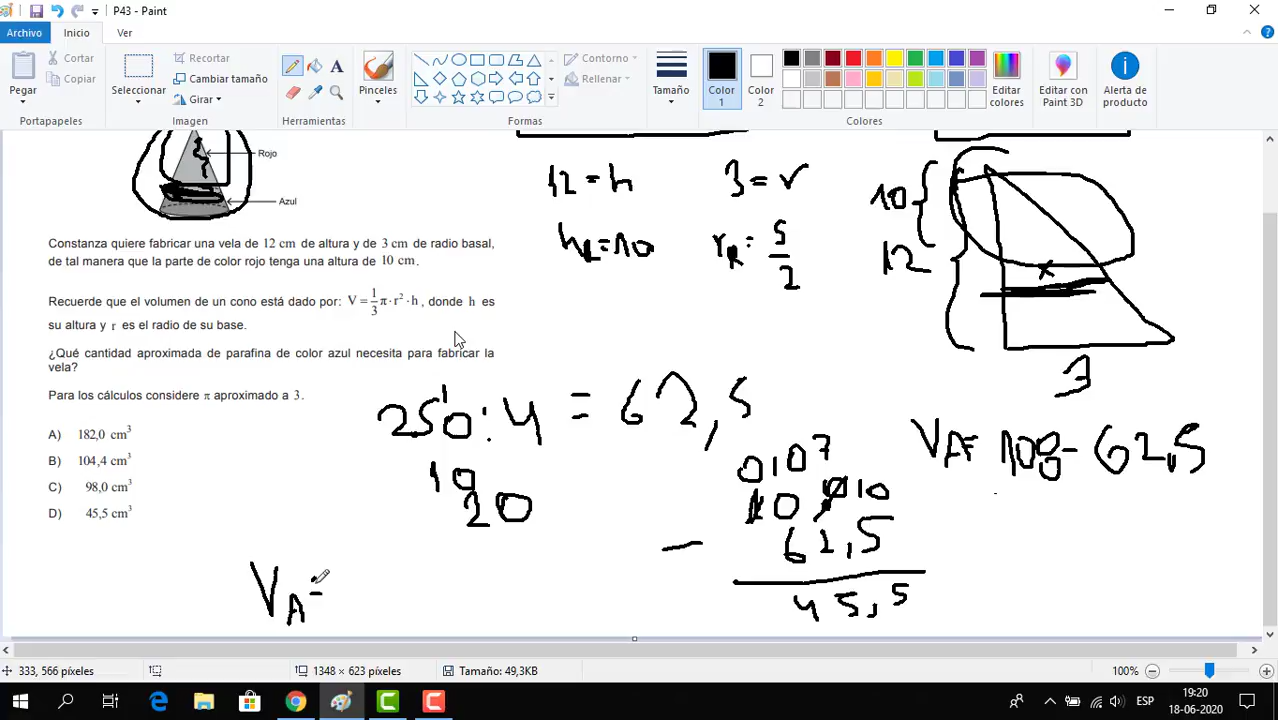 P43 - Paint
Archivo Inicio Ver
Pegar
Cortar
Copiar
Portapapeles
Seleccionar
Recortar
Cambiar tamaño
Girar
Imagen
A
Herramientas
Pinceles
Contorno
Rellenar
Formas
Tamaño
Color 1
Color 2
Editar colores
Colores
Editar con Paint 3D
Alerta de producto
Rojo
Azul
12 = h 3 = r
hR = 10 rR = 5/2
10
12
x
3
Constanza quiere fabricar una vela de 12 cm de altura y de 3 cm de radio basal,
de tal manera que la parte de color rojo tenga una altura de 10 cm.
Recuerde que el volumen de un cono está dado por: V = 1/3 π · r² · h , donde h es
su altura y r es el radio de su base.
¿Qué cantidad aproximada de parafina de color azul necesita para fabricar la
vela?
Para los cálculos considere π aproximado a 3.
A) 182,0 cm³
B) 104,4 cm³
C) 98,0 cm³
D) 45,5 cm³
250 : 4 = 62,5
10
20
VA= 108- 62,5
0107
10 0 10
- 62,5
45,5
VA=
333, 566 píxeles
1348 × 623 píxeles
Tamaño: 49,3KB
100%
ESP
19:20
18-06-2020